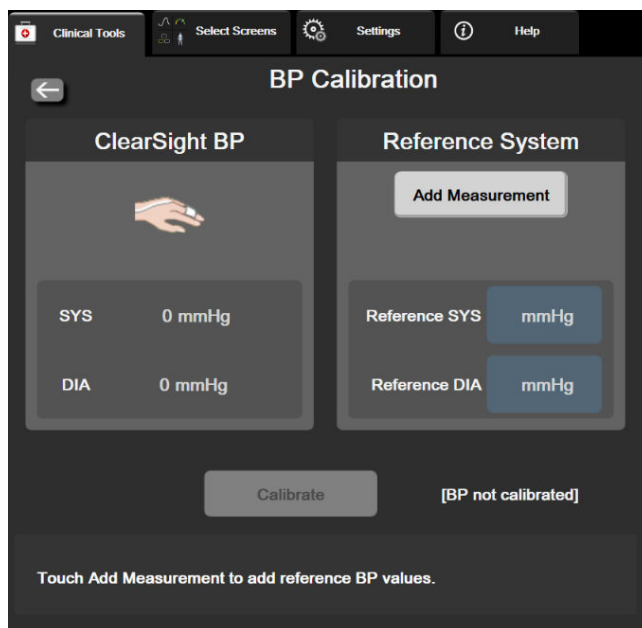 Clinical Tools Select Screens Settings Help
BP Calibration
ClearSight BP
SYS 0 mmHg
DIA 0 mmHg
Reference System
Add Measurement
Reference SYS mmHg
Reference DIA mmHg
Calibrate [BP not calibrated]
Touch Add Measurement to add reference BP values.